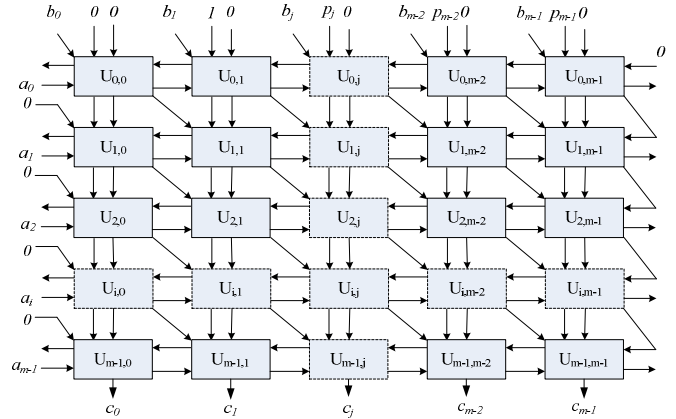 b0 0 0 b1 1 0 bj pj 0 bm-2 pm-2 0 bm-1 pm-1 0
0
U0,0 U0,1 U0,j U0,m-2 U0,m-1
a0
0
U1,0 U1,1 U1,j U1,m-2 U1,m-1
a1
0
U2,0 U2,1 U2,j U2,m-2 U2,m-1
a2
0
Ui,0 Ui,1 Ui,j Ui,m-2 Ui,m-1
ai
0
Um-1,0 Um-1,1 Um-1,j Um-1,m-2 Um-1,m-1
am-1
c0 c1 cj cm-2 cm-1